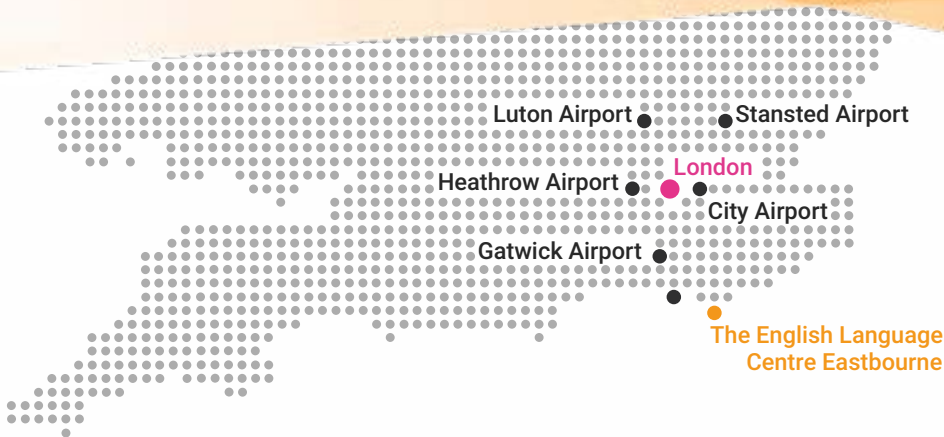 Luton Airport
Stansted Airport
London
Heathrow Airport
City Airport
Gatwick Airport
The English Language
Centre Eastbourne